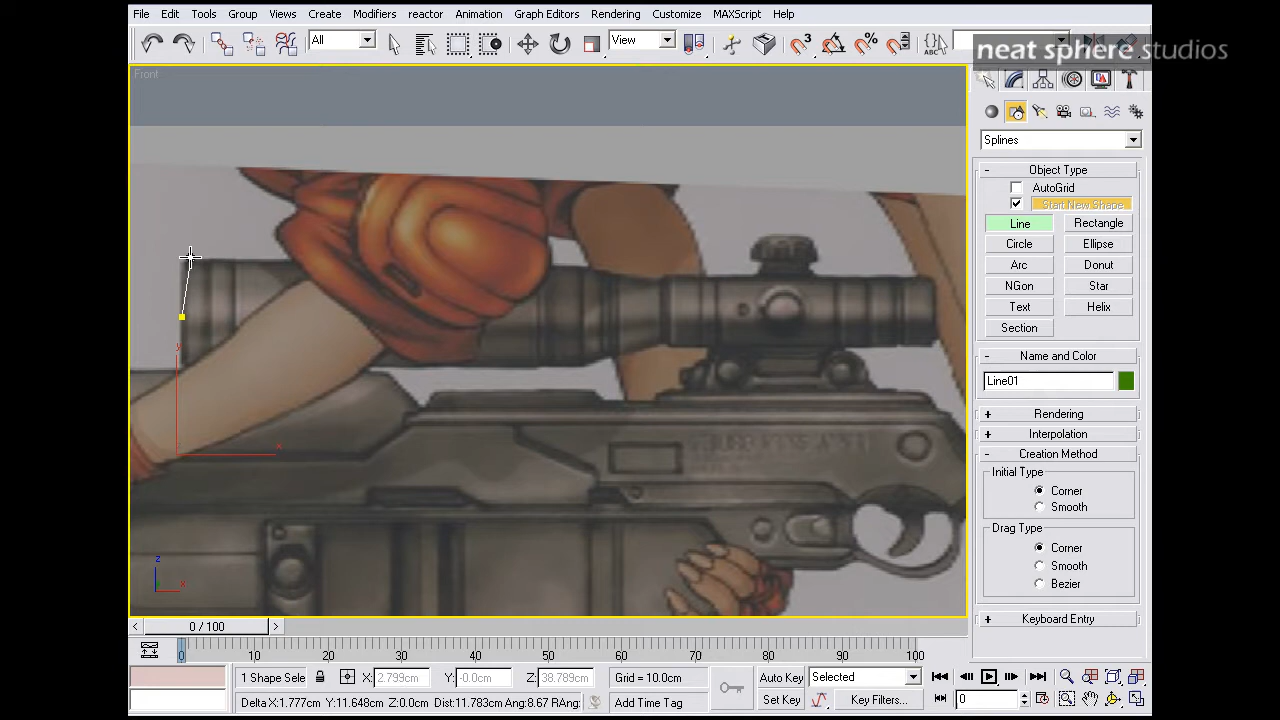 File Edit Tools Group Views Create Modifiers reactor Animation Graph Editors Rendering Customize MAXScript Help
All View ABC
neat sphere studios
Front
Splines
- Object Type
AutoGrid
Start New Shape
Line Rectangle
Circle Ellipse
Arc Donut
NGon Star
Text Helix
Section
- Name and Color
Line01
+ Rendering
+ Interpolation
- Creation Method
Initial Type
Corner
Smooth
Drag Type
Corner
Smooth
Bezier
+ Keyboard Entry
y
x
z
x
< 0 / 100 >
0 10 20 30 40 50 60 70 80 90 100
1 Shape Sele X: 2.799cm Y: -0.0cm Z: 38.789cm Grid = 10.0cm Auto Key Selected
Delta X:1.777cm Y:11.648cm Z:0.0cm Dist=11.783cm Ang:8.67 RAng: Add Time Tag Set Key Key Filters... 0